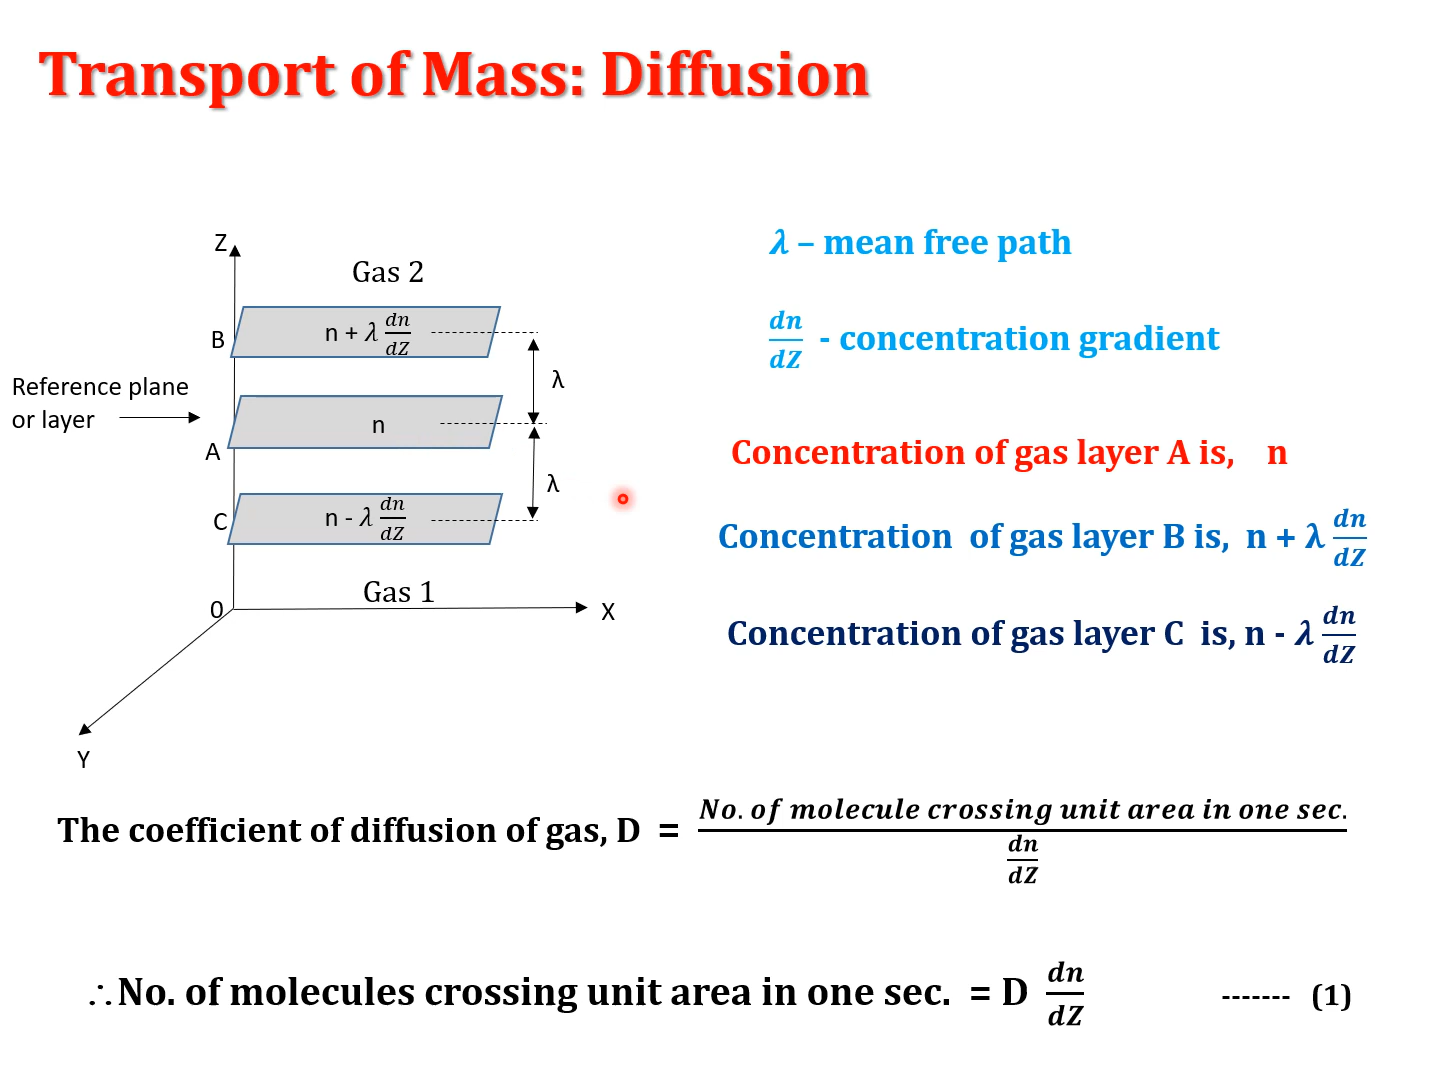 Transport of Mass: Diffusion
Z
Gas 2
B
n + λ dn/dZ
λ
Reference plane
or layer
A
n
λ
C
n - λ dn/dZ
Gas 1
0
X
Y
λ – mean free path
dn/dZ - concentration gradient
Concentration of gas layer A is, n
Concentration of gas layer B is, n + λ dn/dZ
Concentration of gas layer C is, n - λ dn/dZ
The coefficient of diffusion of gas, D = No. of molecule crossing unit area in one sec. / dn/dZ
∴ No. of molecules crossing unit area in one sec. = D dn/dZ ------- (1)